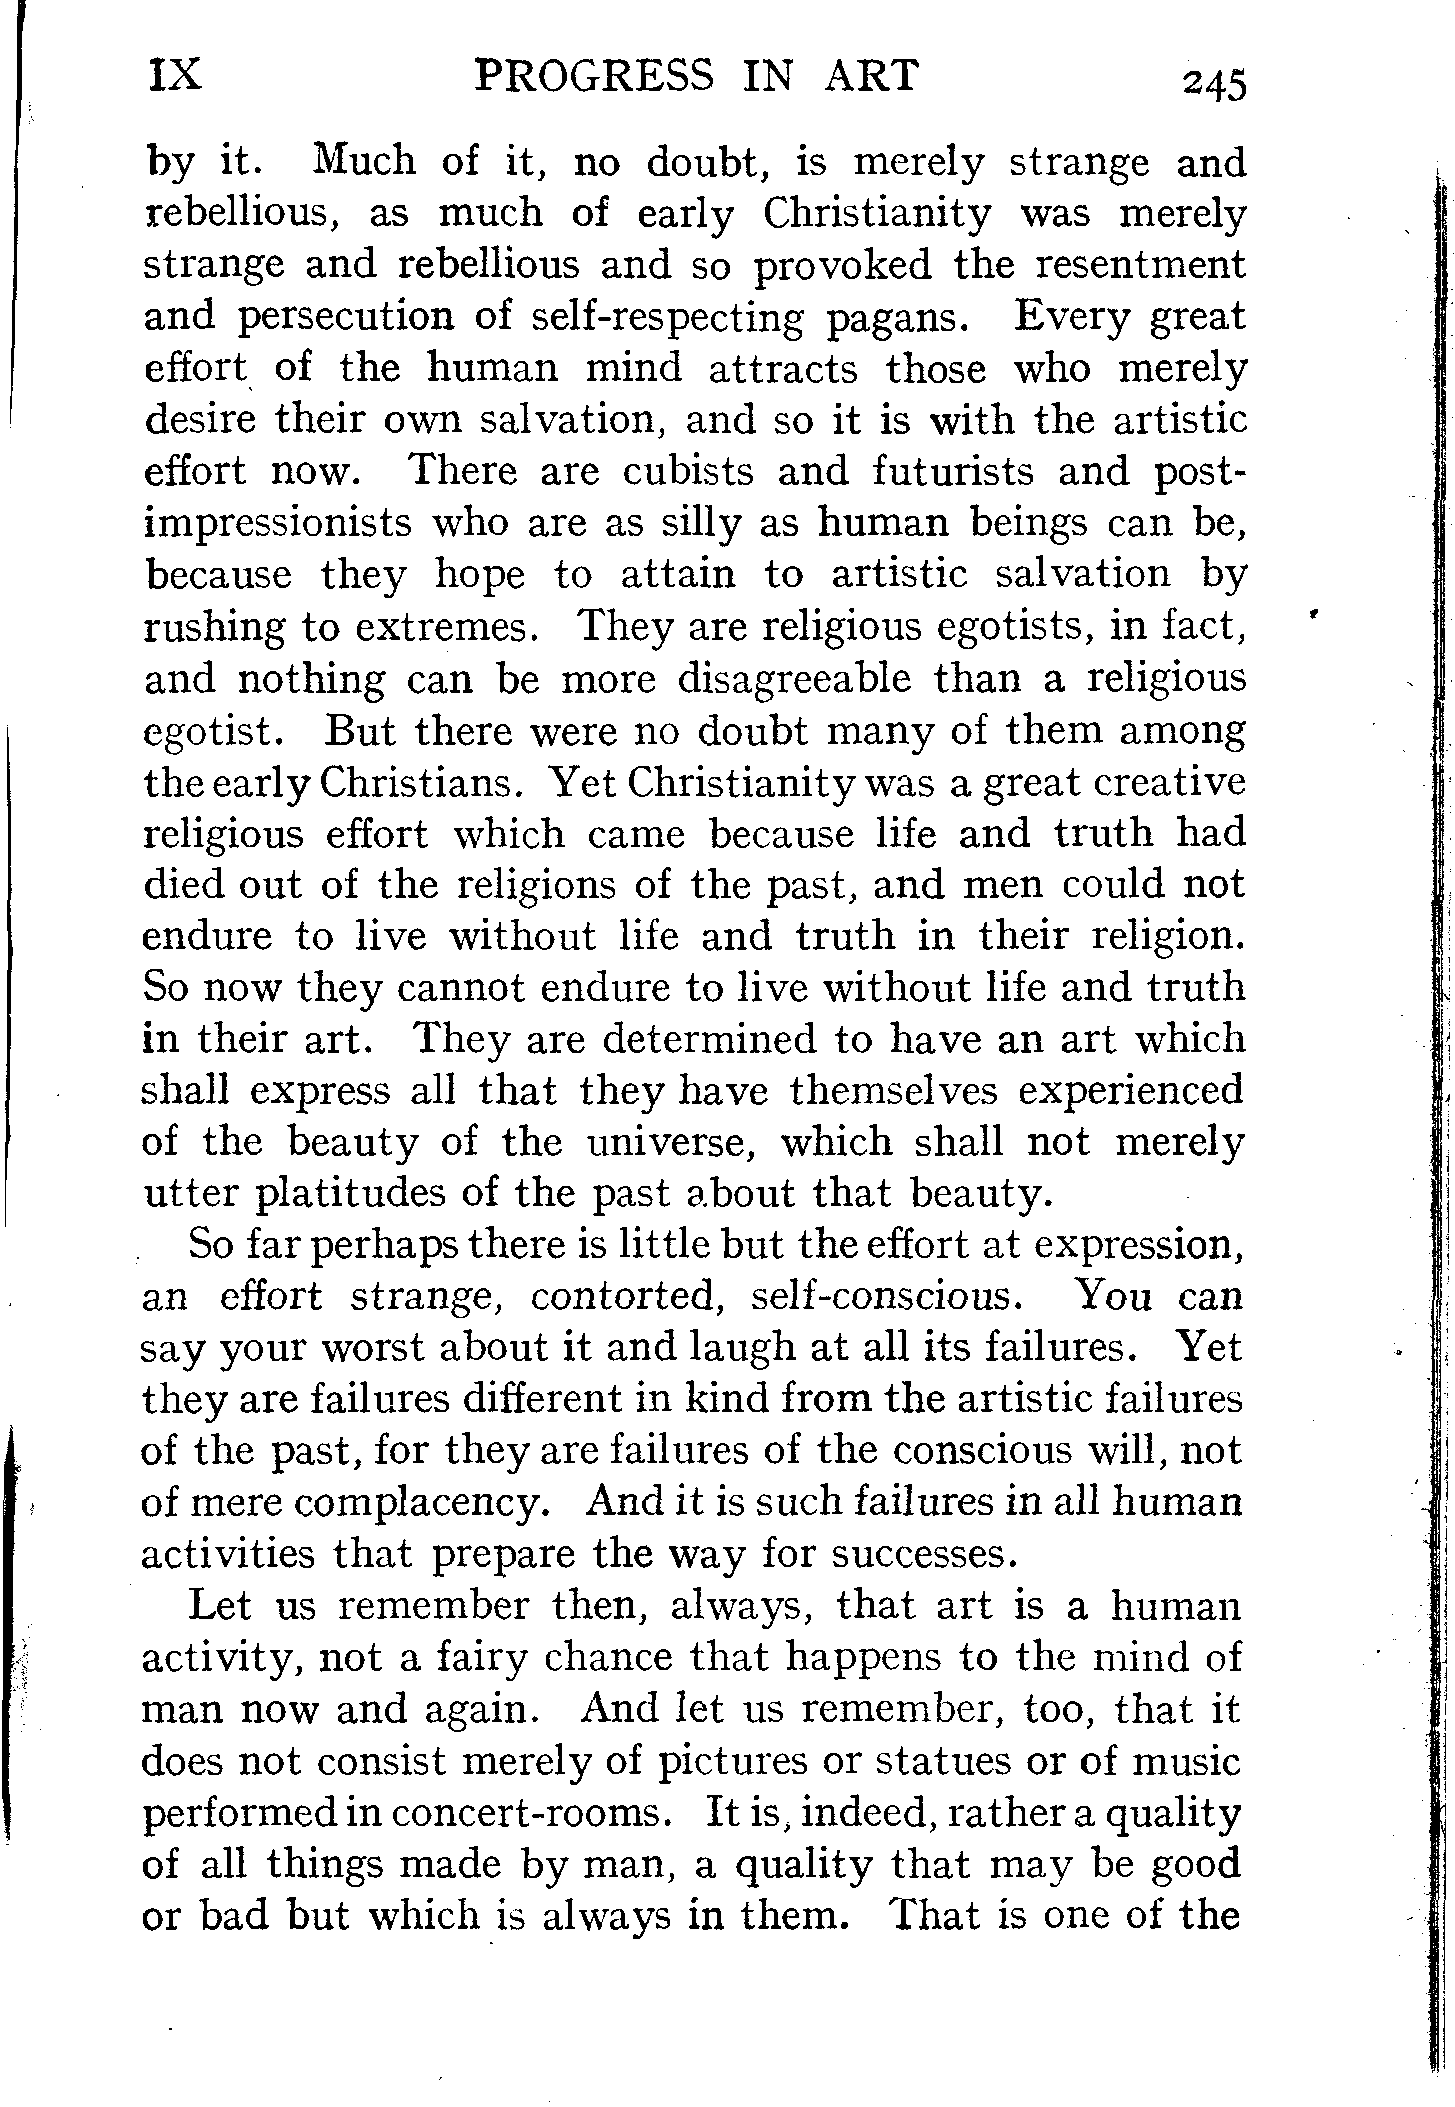 IX PROGRESS IN ART 245
by it. Much of it, no doubt, is merely strange and
rebellious, as much of early Christianity was merely
strange and rebellious and so provoked the resentment
and persecution of self-respecting pagans. Every great
effort of the human mind attracts those who merely
desire their own salvation, and so it is with the artistic
effort now. There are cubists and futurists and post-
impressionists who are as silly as human beings can be,
because they hope to attain to artistic salvation by
rushing to extremes. They are religious egotists, in fact,
and nothing can be more disagreeable than a religious
egotist. But there were no doubt many of them among
the early Christians. Yet Christianity was a great creative
religious effort which came because life and truth had
died out of the religions of the past, and men could not
endure to live without life and truth in their religion.
So now they cannot endure to live without life and truth
in their art. They are determined to have an art which
shall express all that they have themselves experienced
of the beauty of the universe, which shall not merely
utter platitudes of the past about that beauty.
So far perhaps there is little but the effort at expression,
an effort strange, contorted, self-conscious. You can
say your worst about it and laugh at all its failures. Yet
they are failures different in kind from the artistic failures
of the past, for they are failures of the conscious will, not
of mere complacency. And it is such failures in all human
activities that prepare the way for successes.
Let us remember then, always, that art is a human
activity, not a fairy chance that happens to the mind of
man now and again. And let us remember, too, that it
does not consist merely of pictures or statues or of music
performed in concert-rooms. It is, indeed, rather a quality
of all things made by man, a quality that may be good
or bad but which is always in them. That is one of the